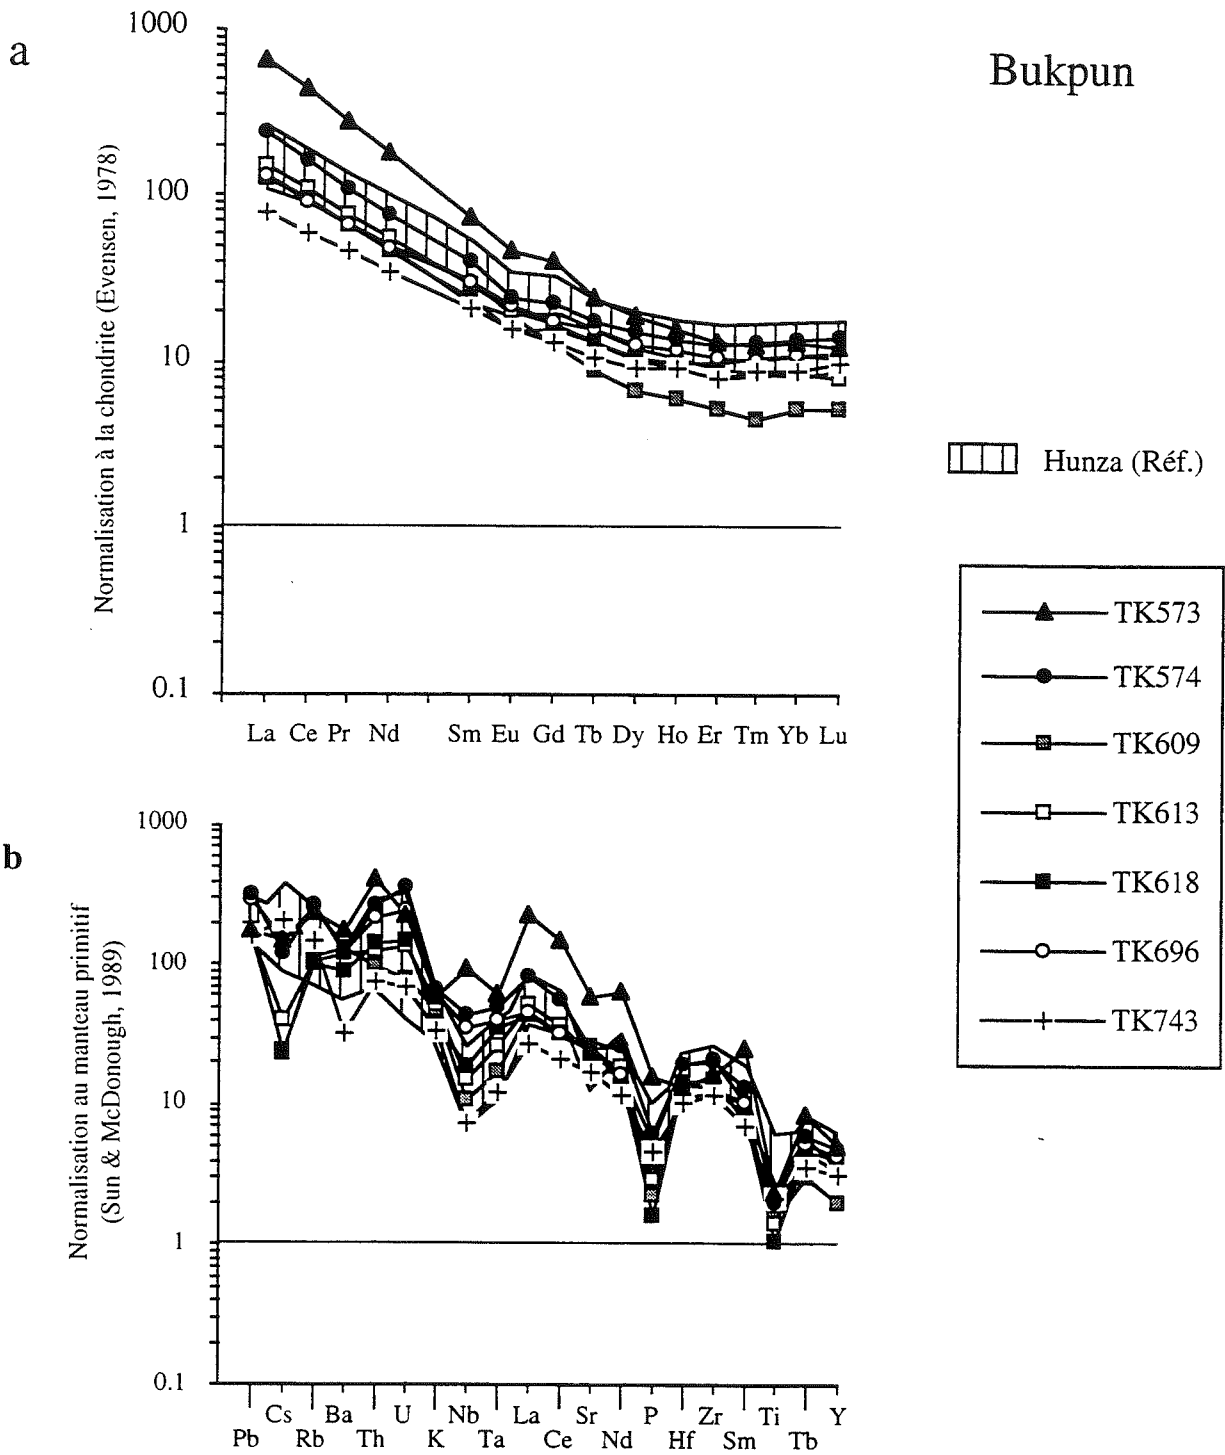 a
Bukpun
1000
100
10
1
0.1
Normalisation à la chondrite (Evensen, 1978)
La Ce Pr Nd Sm Eu Gd Tb Dy Ho Er Tm Yb Lu
Hunza (Réf.)
TK573
TK574
TK609
TK613
TK618
TK696
TK743
b
1000
100
10
1
0.1
Normalisation au manteau primitif
(Sun & McDonough, 1989)
Cs Ba U Nb La Sr P Zr Ti Y
Pb Rb Th K Ta Ce Nd Hf Sm Tb